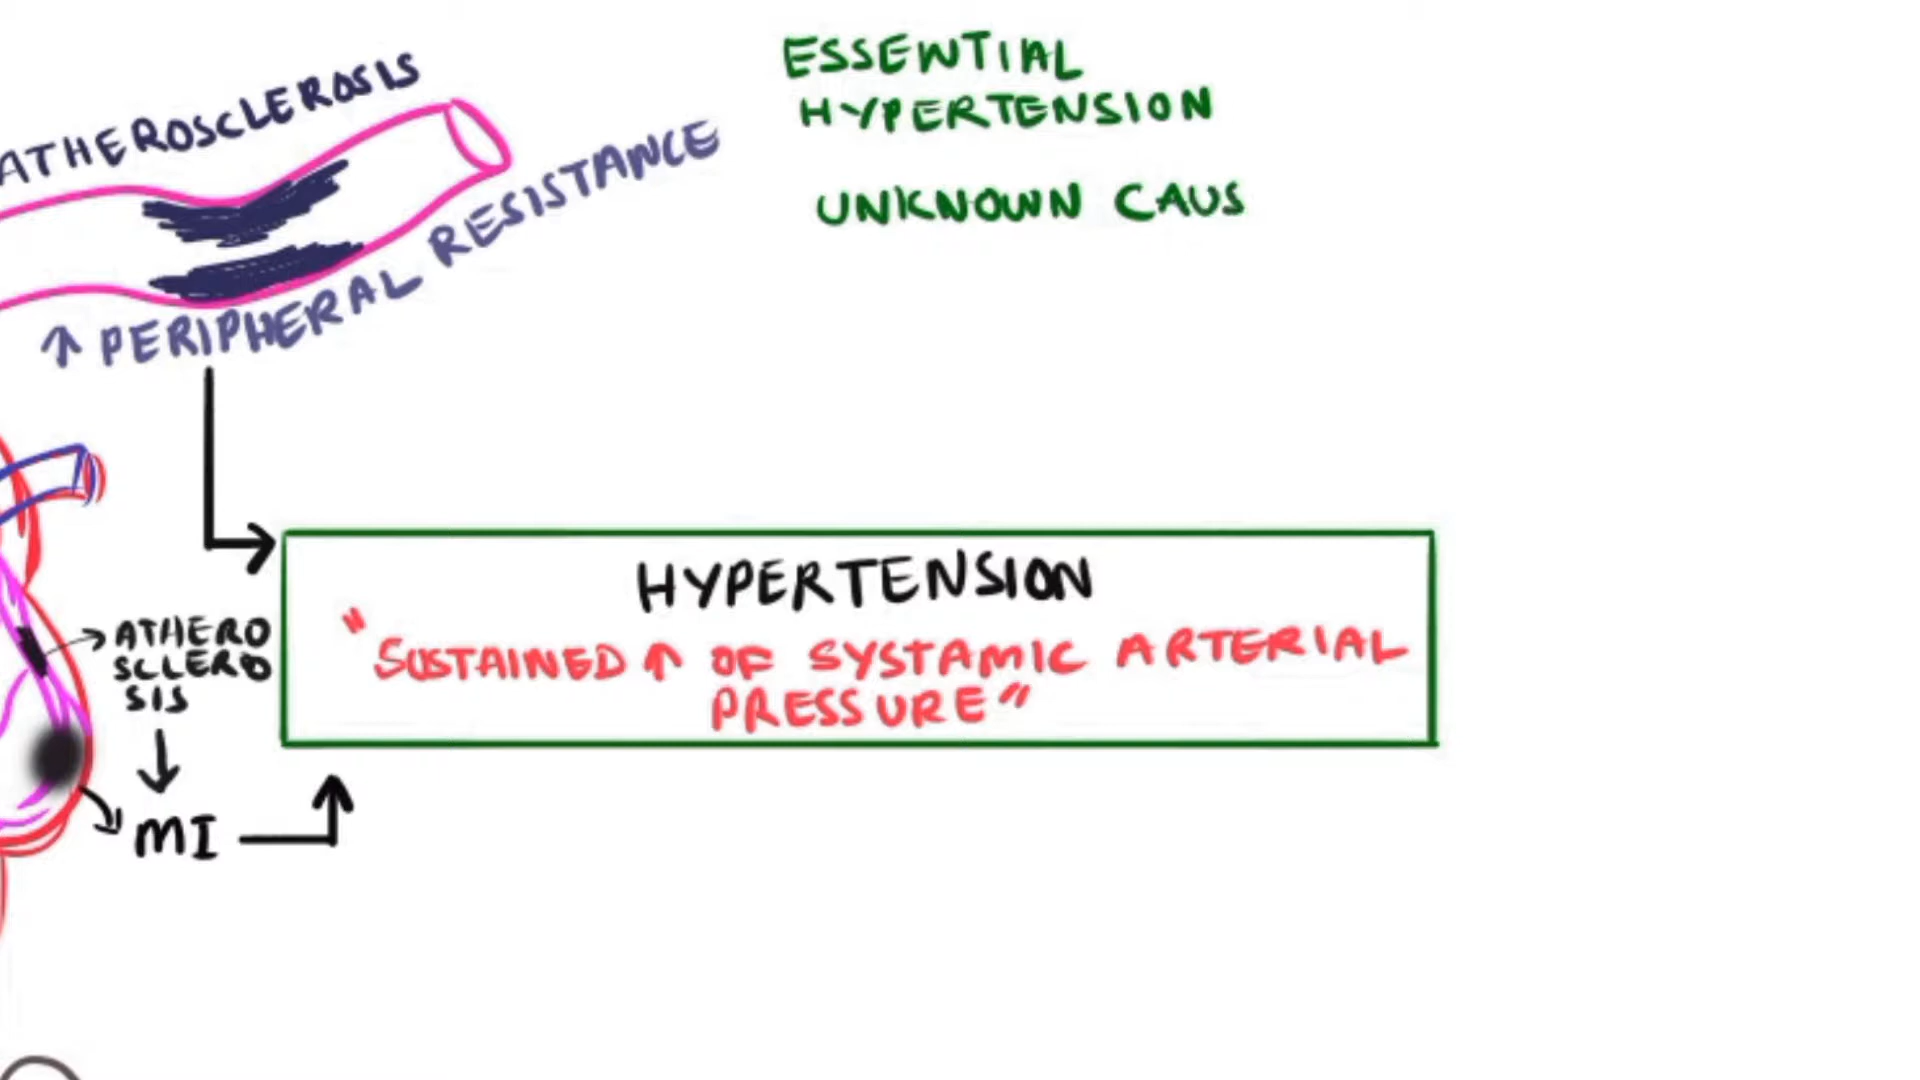 ATHEROSCLEROSIS
↑ PERIPHERAL RESISTANCE
ESSENTIAL
HYPERTENSION
UNKNOWN CAUS
HYPERTENSION
"SUSTAINED ↑ OF SYSTAMIC ARTERIAL
PRESSURE"
ATHERO
SCLERO
SIS
MI